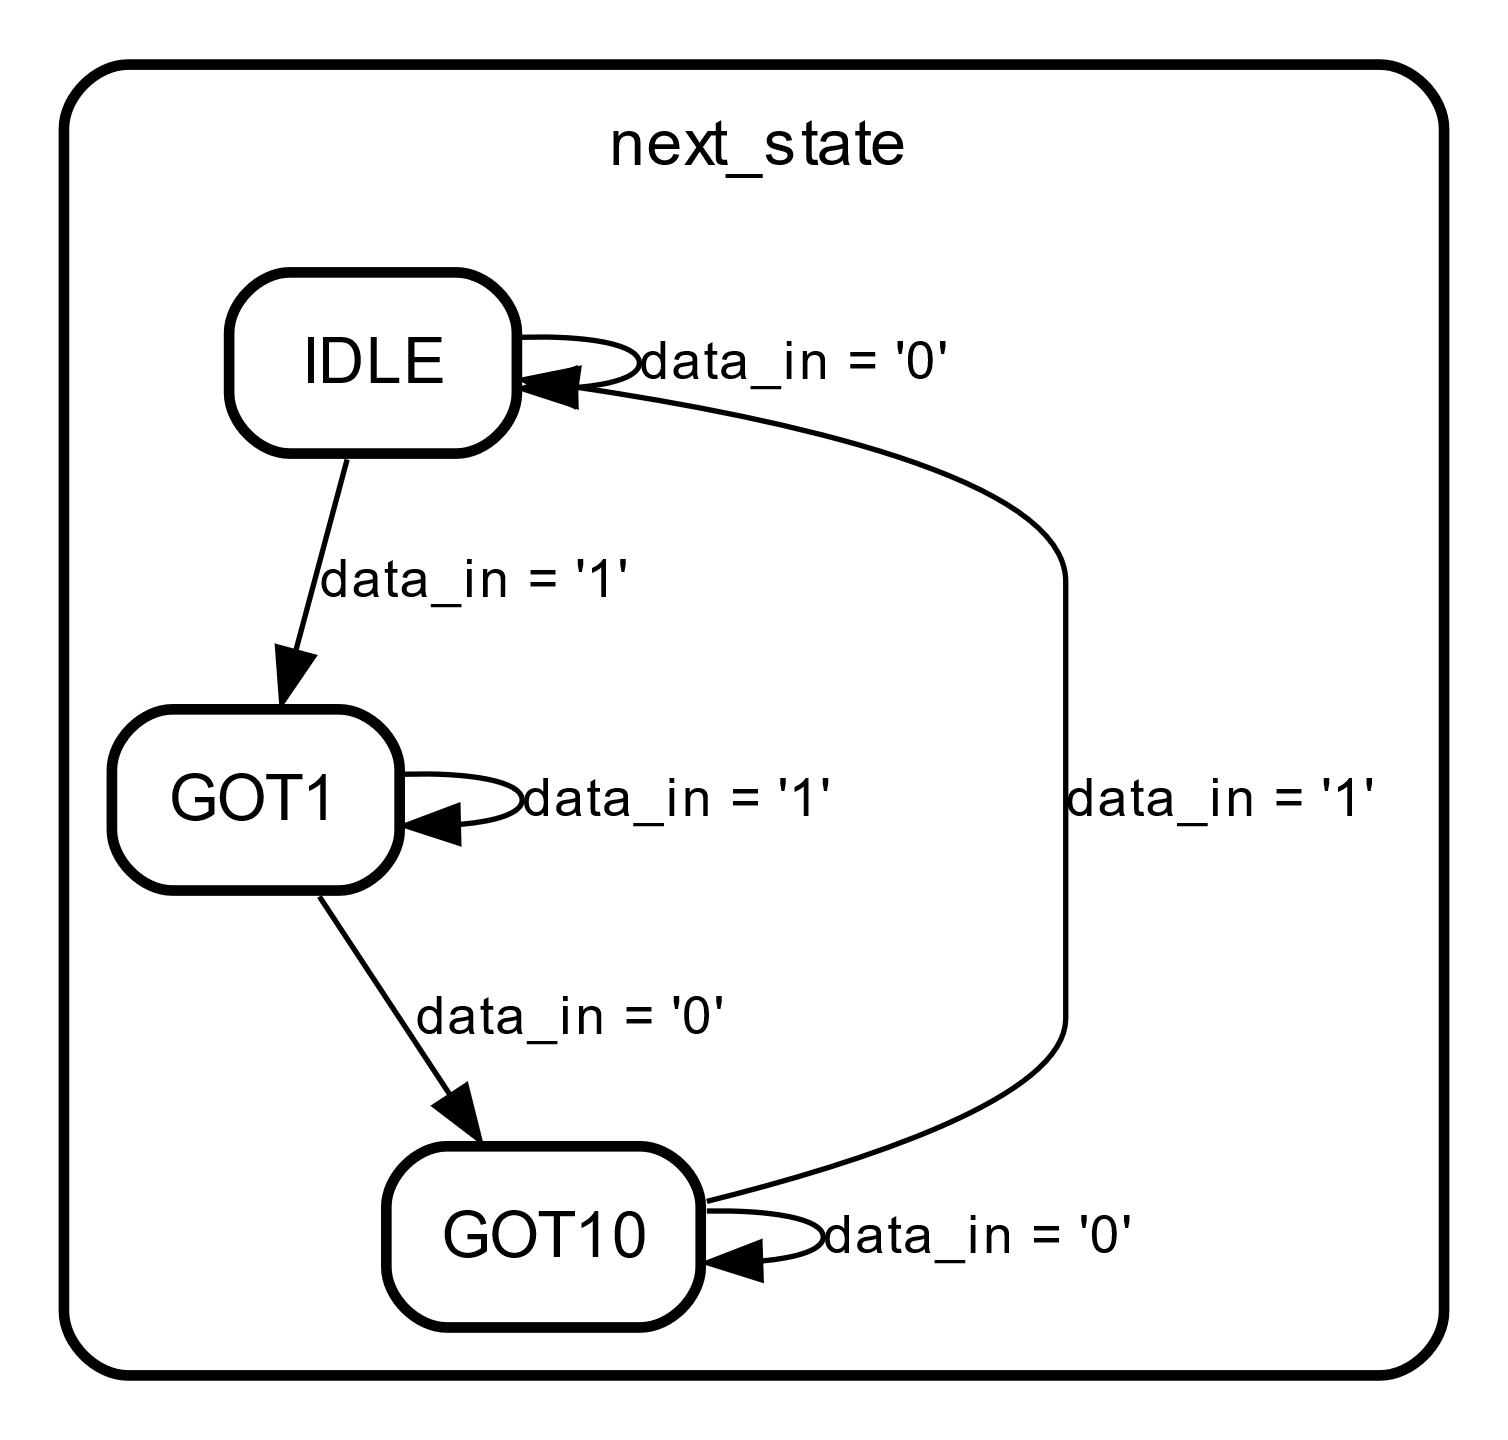 next_state
IDLE
data_in = '0'
data_in = '1'
GOT1
data_in = '1'
data_in = '1'
data_in = '0'
GOT10
data_in = '0'